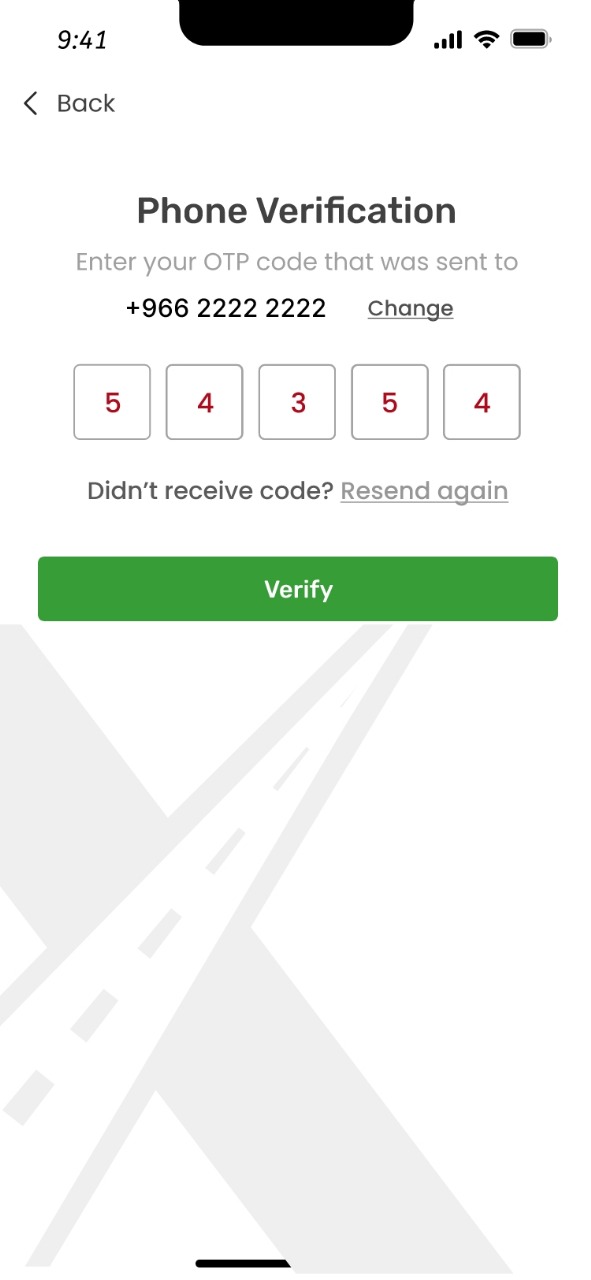 9:41
Back
Phone Verification
Enter your OTP code that was sent to
+966 2222 2222 Change
5 4 3 5 4
Didn’t receive code? Resend again
Verify